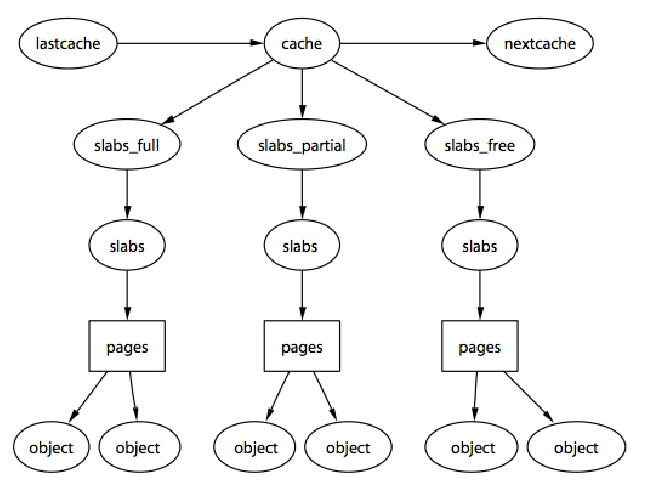 lastcache
cache
nextcache
slabs_full
slabs_partial
slabs_free
slabs
slabs
slabs
pages
pages
pages
object
object
object
object
object
object